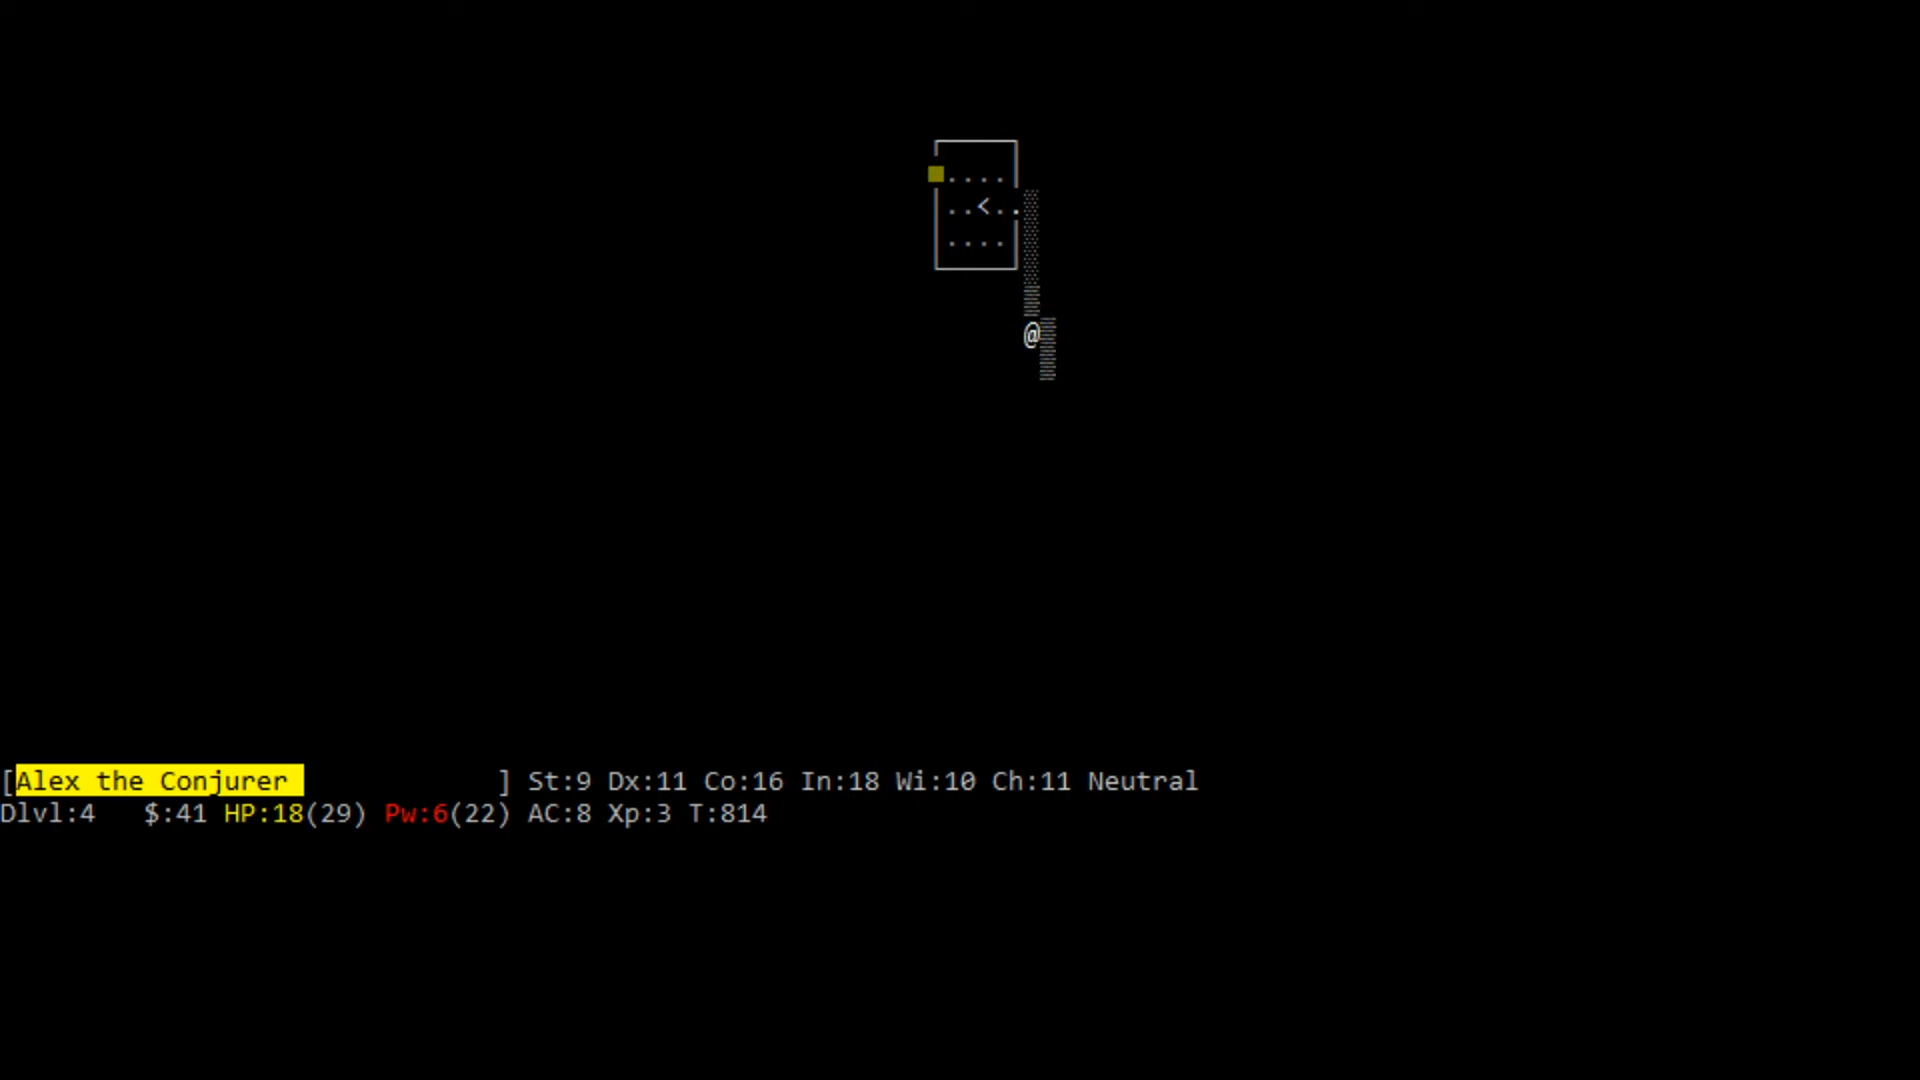 ....
..<..
....
@
[Alex the Conjurer ] St:9 Dx:11 Co:16 In:18 Wi:10 Ch:11 Neutral
Dlvl:4 $:41 HP:18(29) Pw:6(22) AC:8 Xp:3 T:814